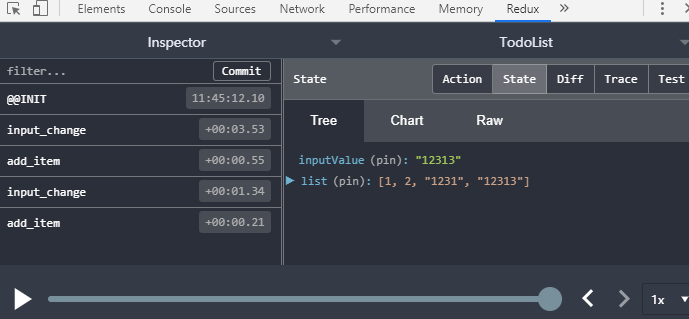 Elements Console Sources Network Performance Memory Redux »
Inspector TodoList
filter... Commit
@@INIT 11:45:12.10
input_change +00:03.53
add_item +00:00.55
input_change +00:01.34
add_item +00:00.21
State Action State Diff Trace Test
Tree Chart Raw
inputValue (pin): "12313"
list (pin): [1, 2, "1231", "12313"]
1x